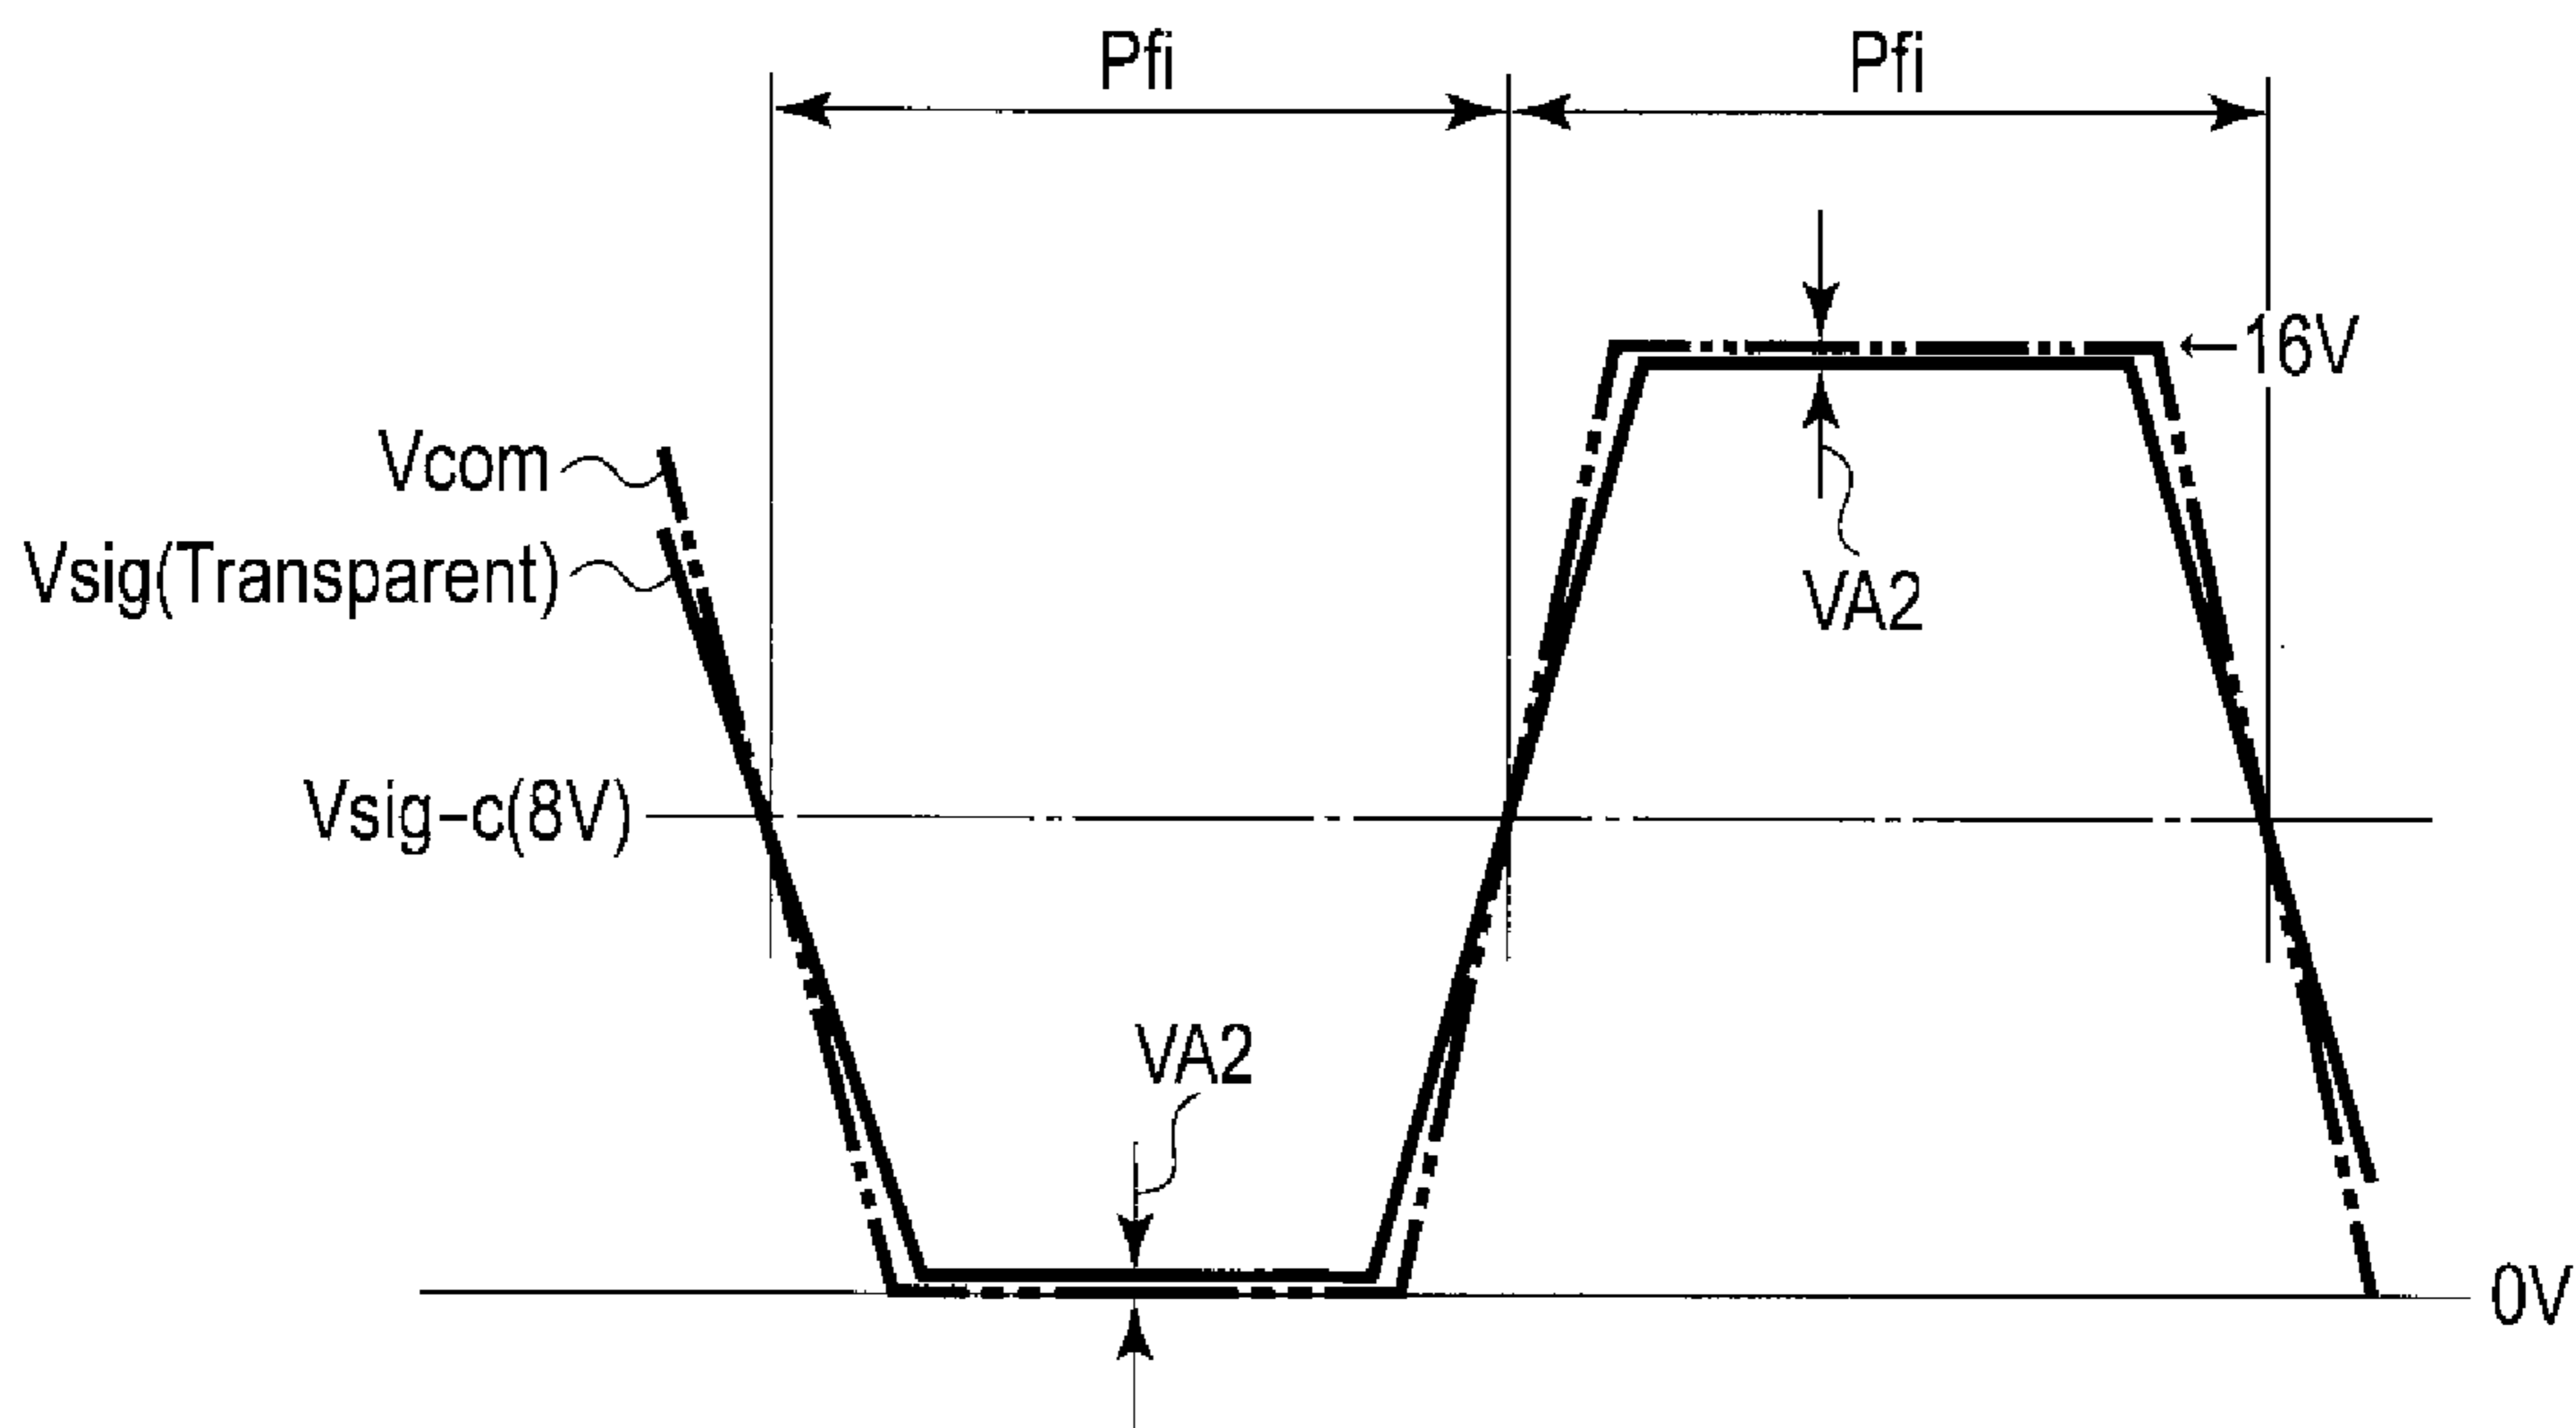 Pfi
Pfi
←16V
Vcom
Vsig(Transparent)
VA2
Vsig-c(8V)
VA2
0V